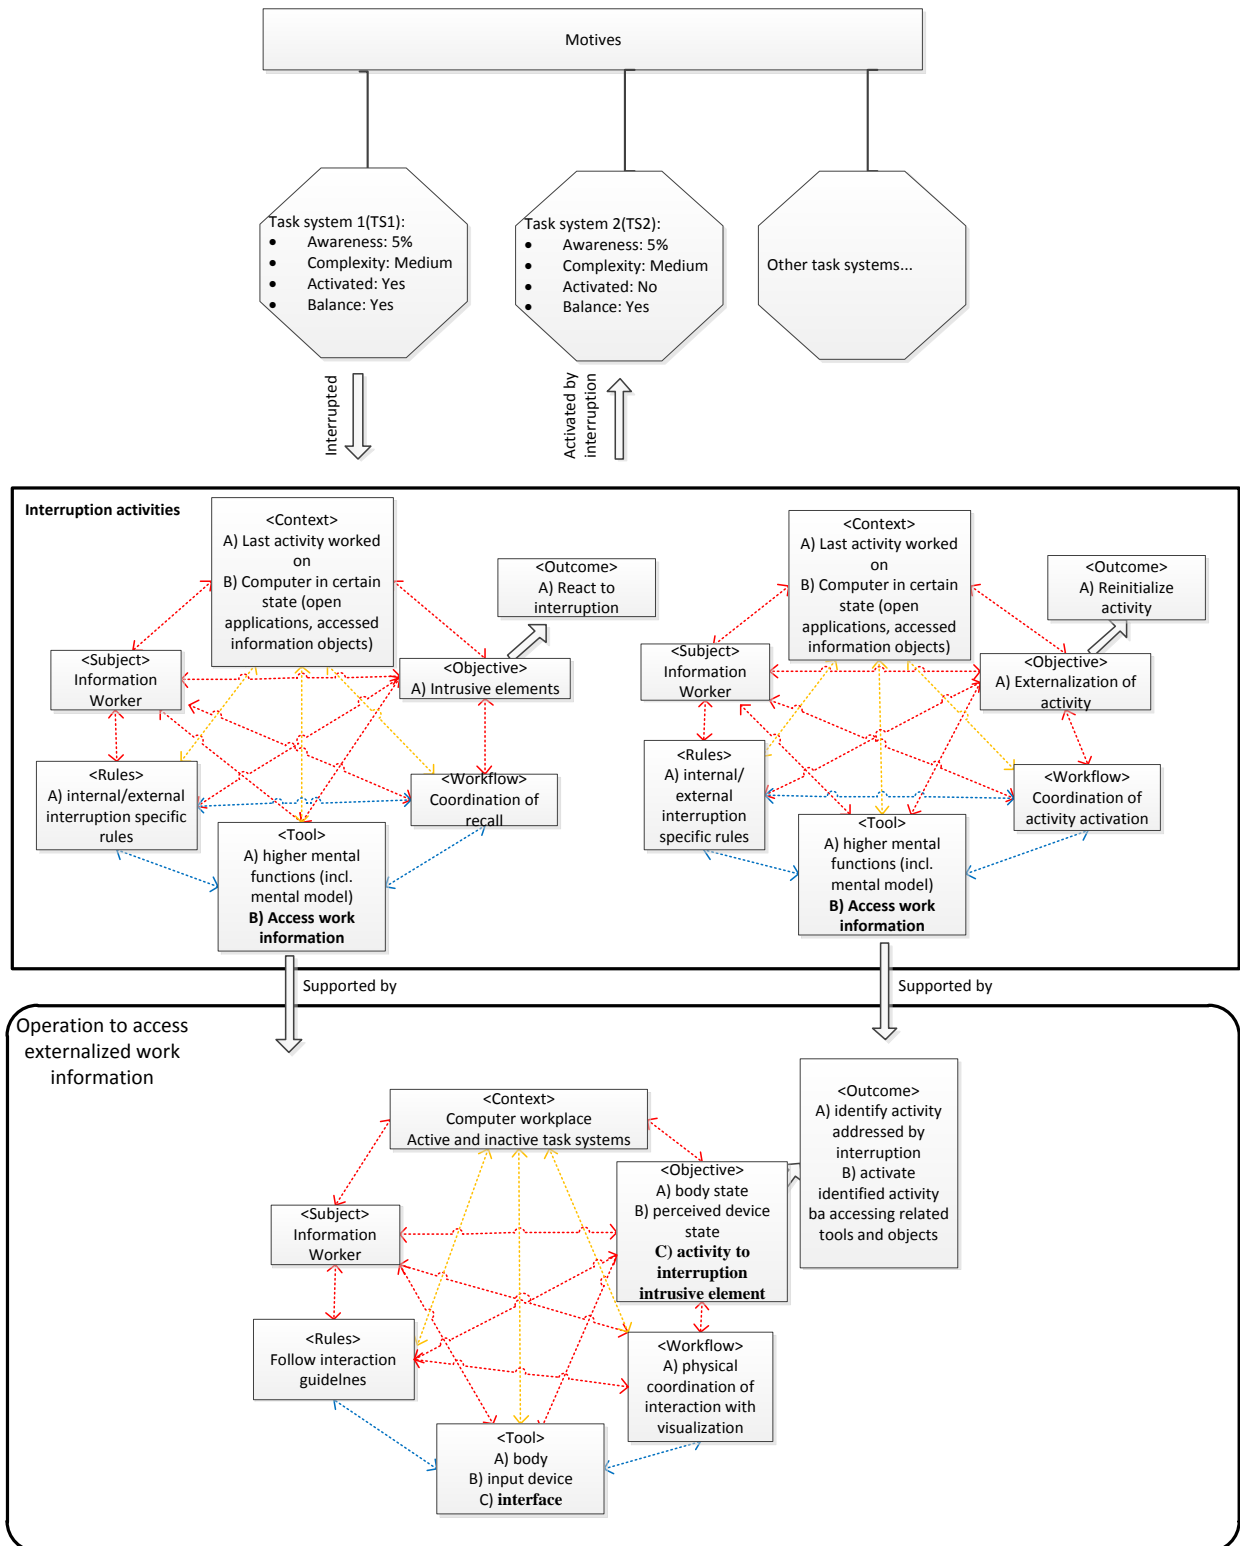 Motives
Task system 1(TS1):
• Awareness: 5%
• Complexity: Medium
• Activated: Yes
• Balance: Yes
Task system 2(TS2):
• Awareness: 5%
• Complexity: Medium
• Activated: No
• Balance: Yes
Other task systems...
Interrupted
Activated by
interruption
Interruption activities
<Context>
A) Last activity worked
on
B) Computer in certain
state (open
applications, accessed
information objects)
<Outcome>
A) React to
interruption
<Subject>
Information
Worker
<Objective>
A) Intrusive elements
<Rules>
A) internal/external
interruption specific
rules
<Workflow>
Coordination of
recall
<Tool>
A) higher mental
functions (incl.
mental model)
B) Access work
information
<Context>
A) Last activity worked
on
B) Computer in certain
state (open
applications, accessed
information objects)
<Outcome>
A) Reinitialize
activity
<Subject>
Information
Worker
<Objective>
A) Externalization of
activity
<Rules>
A) internal/
external
interruption
specific rules
<Workflow>
Coordination of
activity activation
<Tool>
A) higher mental
functions (incl.
mental model)
B) Access work
information
Supported by
Supported by
Operation to access
externalized work
information
<Context>
Computer workplace
Active and inactive task systems
<Outcome>
A) identify activity
addressed by
interruption
B) activate
identified activity
ba accessing related
tools and objects
<Objective>
A) body state
B) perceived device
state
C) activity to
interruption
intrusive element
<Subject>
Information
Worker
<Rules>
Follow interaction
guidelnes
<Workflow>
A) physical
coordination of
interaction with
visualization
<Tool>
A) body
B) input device
C) interface